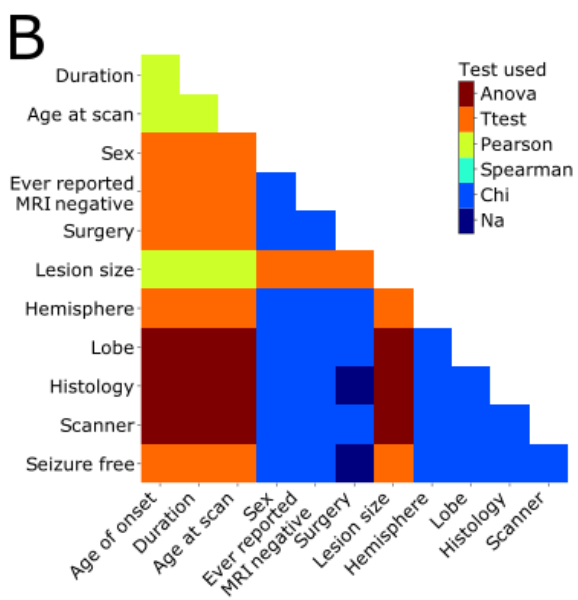 B
Test used
Anova
Ttest
Pearson
Spearman
Chi
Na
Duration
Age at scan
Sex
Ever reported
MRI negative
Surgery
Lesion size
Hemisphere
Lobe
Histology
Scanner
Seizure free
Age of onset
Duration
Age at scan
Sex
Ever reported
MRI negative
Surgery
Lesion size
Hemisphere
Lobe
Histology
Scanner